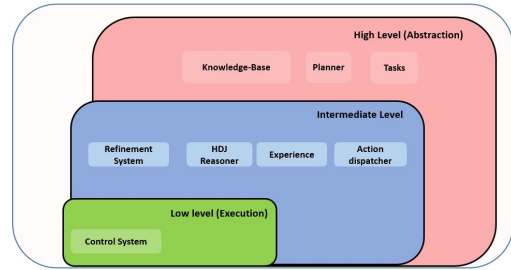 High Level (Abstraction)
Knowledge-Base
Planner
Tasks
Intermediate Level
Refinement
System
HDJ
Reasoner
Experience
Action
dispatcher
Low level (Execution)
Control System